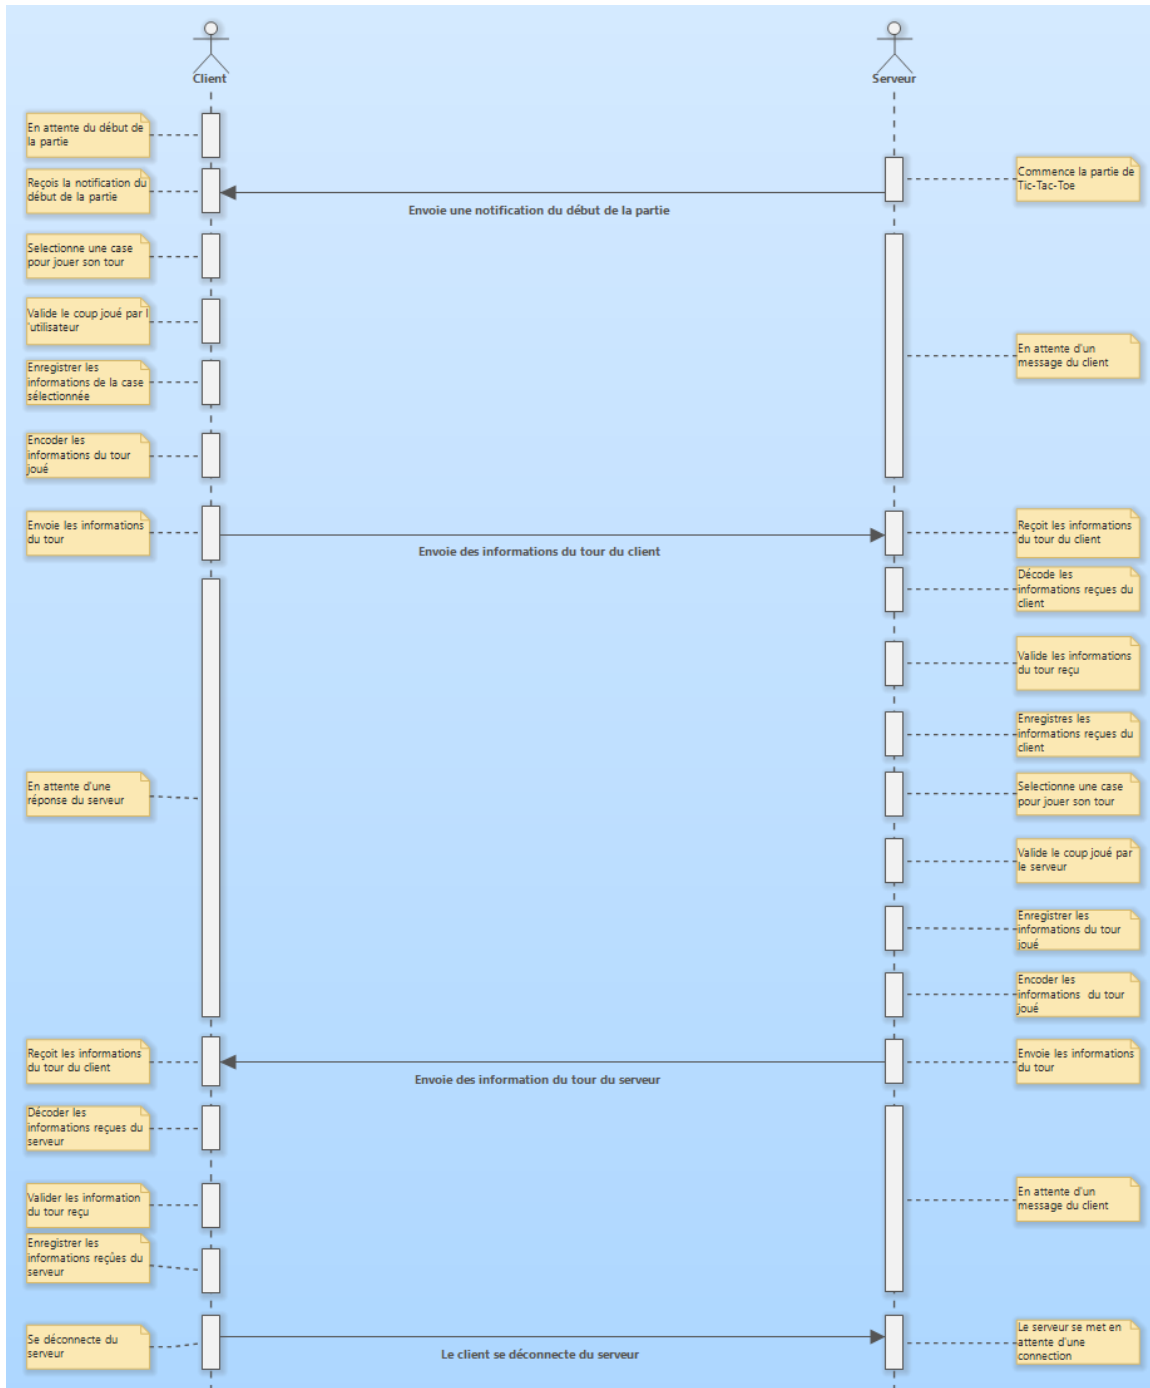 Client
Serveur
En attente du début de
la partie
Commence la partie de
Tic-Tac-Toe
Reçois la notification du
début de la partie
Envoie une notification du début de la partie
Selectionne une case
pour jouer son tour
Valide le coup joué par l
'utilisateur
En attente d'un
message du client
Enregistrer les
informations de la case
sélectionnée
Encoder les
informations du tour
joué
Envoie les informations
du tour
Envoie des informations du tour du client
Reçoit les informations
du tour du client
Décode les
informations reçues du
client
Valide les informations
du tour reçu
Enregistres les
informations reçues du
client
En attente d'une
réponse du serveur
Selectionne une case
pour jouer son tour
Valide le coup joué par
le serveur
Enregistrer les
informations du tour
joué
Encoder les
informations  du tour
joué
Reçoit les informations
du tour du client
Envoie des information du tour du serveur
Envoie les informations
du tour
Décoder les
informations reçues du
serveur
Valider les information
du tour reçu
En attente d'un
message du client
Enregistrer les
informations reçûes du
serveur
Se déconnecte du
serveur
Le client se déconnecte du serveur
Le serveur se met en
attente d'une
connection